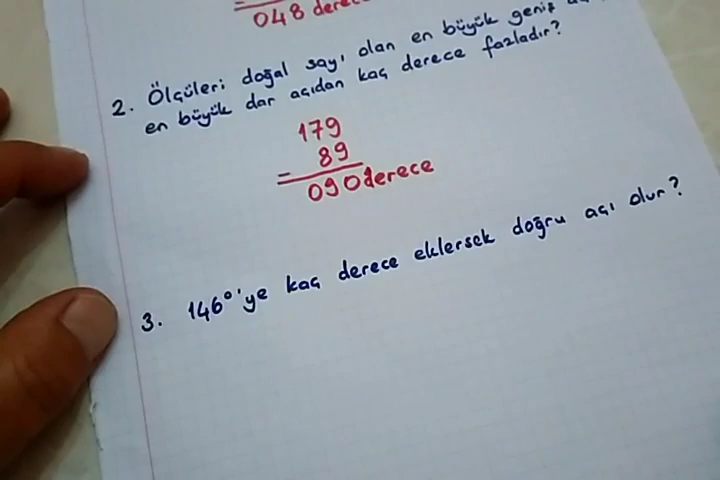 048 derece
2. Ölçüleri doğal sayı olan en büyük geniş
en büyük dar açıdan kaç derece fazladır?
179
- 89
090 derece
3. 146°'ye kaç derece eklersek doğru açı olur?